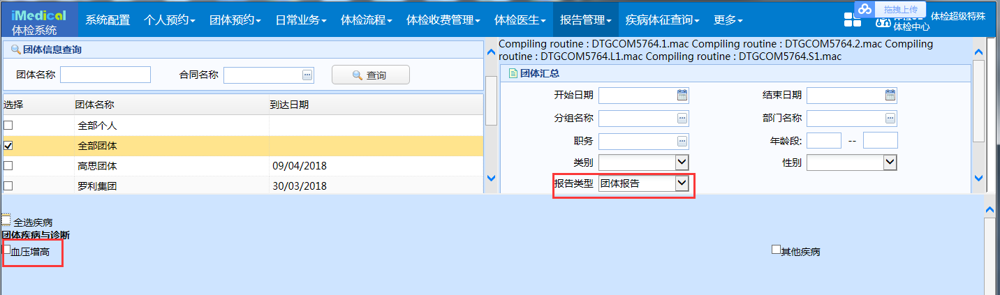 iMedical
体检系统
系统配置 个人预约 团体预约 日常业务 体检流程 体检收费管理 体检医生 报告管理 疾病体征查询 更多
拖拽上传
体检超级特殊
体检中心
团体信息查询
团体名称 合同名称 查询
选择 团体名称 到达日期
全部个人
全部团体
高思团体 09/04/2018
罗利集团 30/03/2018
Compiling routine : DTGCOM5764.1.mac Compiling routine : DTGCOM5764.2.mac Compiling
routine : DTGCOM5764.L1.mac Compiling routine : DTGCOM5764.S1.mac
团体汇总
开始日期 结束日期
分组名称 部门名称
职务 年龄段: --
类别 性别
报告类型 团体报告
全选疾病
团体疾病与诊断
血压增高 其他疾病